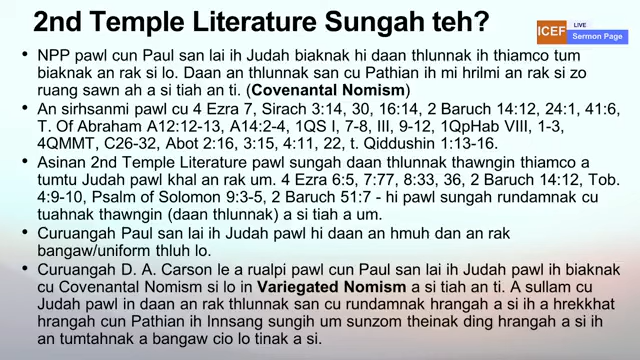 2nd Temple Literature Sungah teh?
ICEF
LIVE
Sermon Page
• NPP pawl cun Paul san lai ih Judah biaknak hi daan thlunnak ih thiamco tum
biaknak an rak si lo. Daan an thlunnak san cu Pathian ih mi hrilmi an rak si zo
ruang sawn ah a si tiah an ti. (Covenantal Nomism)
• An sirhsanmi pawl cu 4 Ezra 7, Sirach 3:14, 30, 16:14, 2 Baruch 14:12, 24:1, 41:6,
T. Of Abraham A12:12-13, A14:2-4, 1QS I, 7-8, III, 9-12, 1QpHab VIII, 1-3,
4QMMT, C26-32, Abot 2:16, 3:15, 4:11, 22, t. Qiddushin 1:13-16.
• Asinan 2nd Temple Literature pawl sungah daan thlunnak thawngin thiamco a
tumtu Judah pawl khal an rak um. 4 Ezra 6:5, 7:77, 8:33, 36, 2 Baruch 14:12, Tob.
4:9-10, Psalm of Solomon 9:3-5, 2 Baruch 51:7 - hi pawl sungah rundamnak cu
tuahnak thawngin (daan thlunnak) a si tiah a um.
• Curuangah Paul san lai ih Judah pawl hi daan an hmuh dan an rak
bangaw/uniform thluh lo.
• Curuangah D. A. Carson le a rualpi pawl cun Paul san lai ih Judah pawl ih biaknak
cu Covenantal Nomism si lo in Variegated Nomism a si tiah an ti. A sullam cu
Judah pawl in daan an rak thlunnak san cu rundamnak hrangah a si ih a hrekkhat
hrangah cun Pathian ih Innsang sungih um sunzom theinak ding hrangah a si ih
an tumtahnak a bangaw cio lo tinak a si.